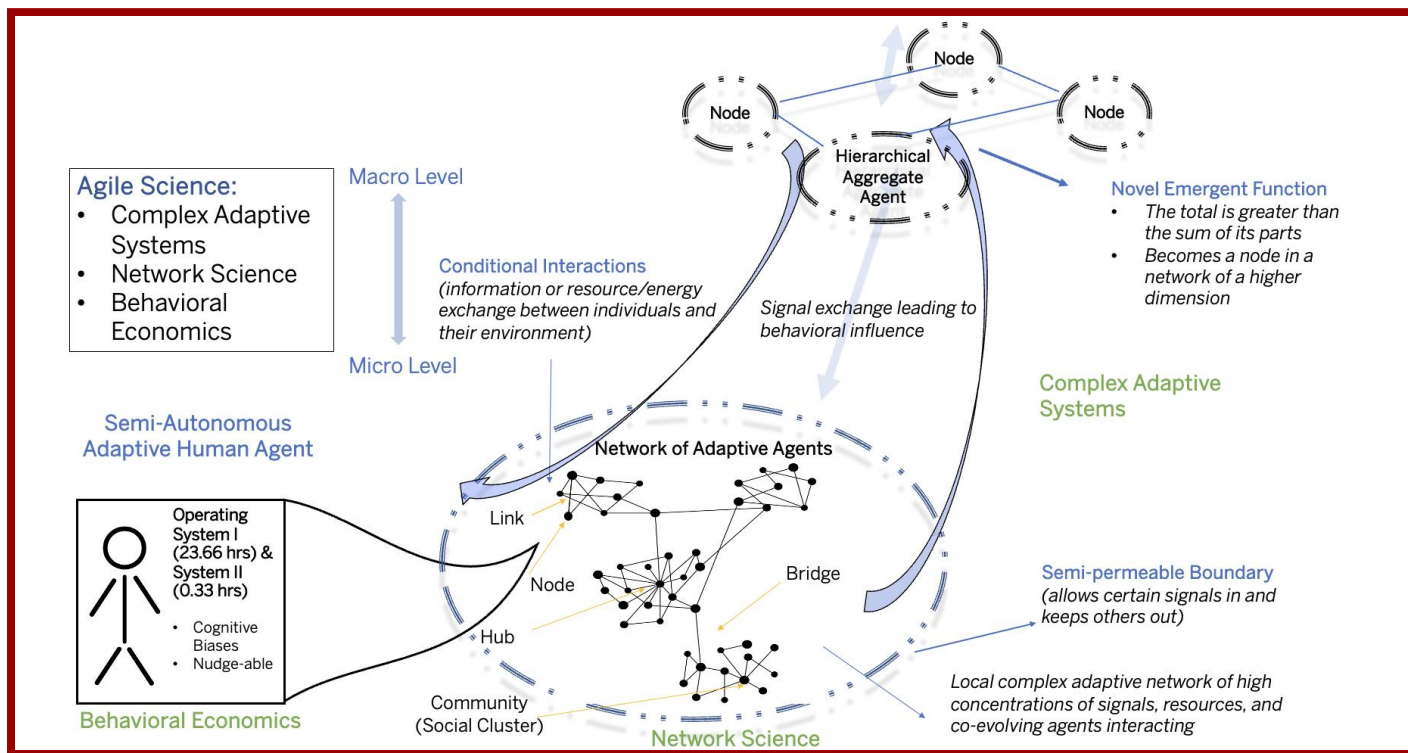 Node
Node
Node
Hierarchical
Aggregate
Agent
Agile Science:
• Complex Adaptive
Systems
• Network Science
• Behavioral
Economics
Macro Level
Micro Level
Conditional Interactions
(information or resource/energy
exchange between individuals and
their environment)
Signal exchange leading to
behavioral influence
Novel Emergent Function
• The total is greater than
the sum of its parts
• Becomes a node in a
network of a higher
dimension
Complex Adaptive
Systems
Semi-Autonomous
Adaptive Human Agent
Operating
System I
(23.66 hrs) &
System II
(0.33 hrs)
• Cognitive
Biases
• Nudge-able
Behavioral Economics
Network of Adaptive Agents
Link
Node
Hub
Bridge
Community
(Social Cluster)
Network Science
Semi-permeable Boundary
(allows certain signals in and
keeps others out)
Local complex adaptive network of high
concentrations of signals, resources, and
co-evolving agents interacting